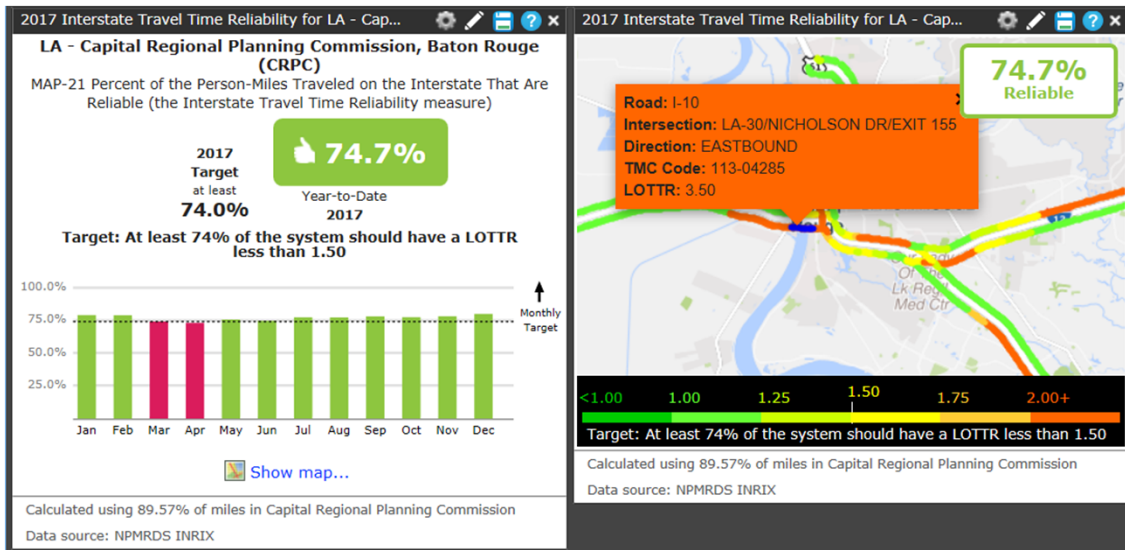 2017 Interstate Travel Time Reliability for LA - Cap...
LA - Capital Regional Planning Commission, Baton Rouge
(CRPC)
MAP-21 Percent of the Person-Miles Traveled on the Interstate That Are
Reliable (the Interstate Travel Time Reliability measure)
2017
Target
at least
74.0%
74.7%
Year-to-Date
2017
Target: At least 74% of the system should have a LOTTR
less than 1.50
100.0%
75.0%
50.0%
25.0%
Monthly
Target
Jan Feb Mar Apr May Jun Jul Aug Sep Oct Nov Dec
Show map...
Calculated using 89.57% of miles in Capital Regional Planning Commission
Data source: NPMRDS INRIX
2017 Interstate Travel Time Reliability for LA - Cap...
74.7%
Reliable
Road: I-10
Intersection: LA-30/NICHOLSON DR/EXIT 155
Direction: EASTBOUND
TMC Code: 113-04285
LOTTR: 3.50
Of The
Lk Regl
Med Ctr
<1.00 1.00 1.25 1.50 1.75 2.00+
Target: At least 74% of the system should have a LOTTR less than 1.50
Calculated using 89.57% of miles in Capital Regional Planning Commission
Data source: NPMRDS INRIX